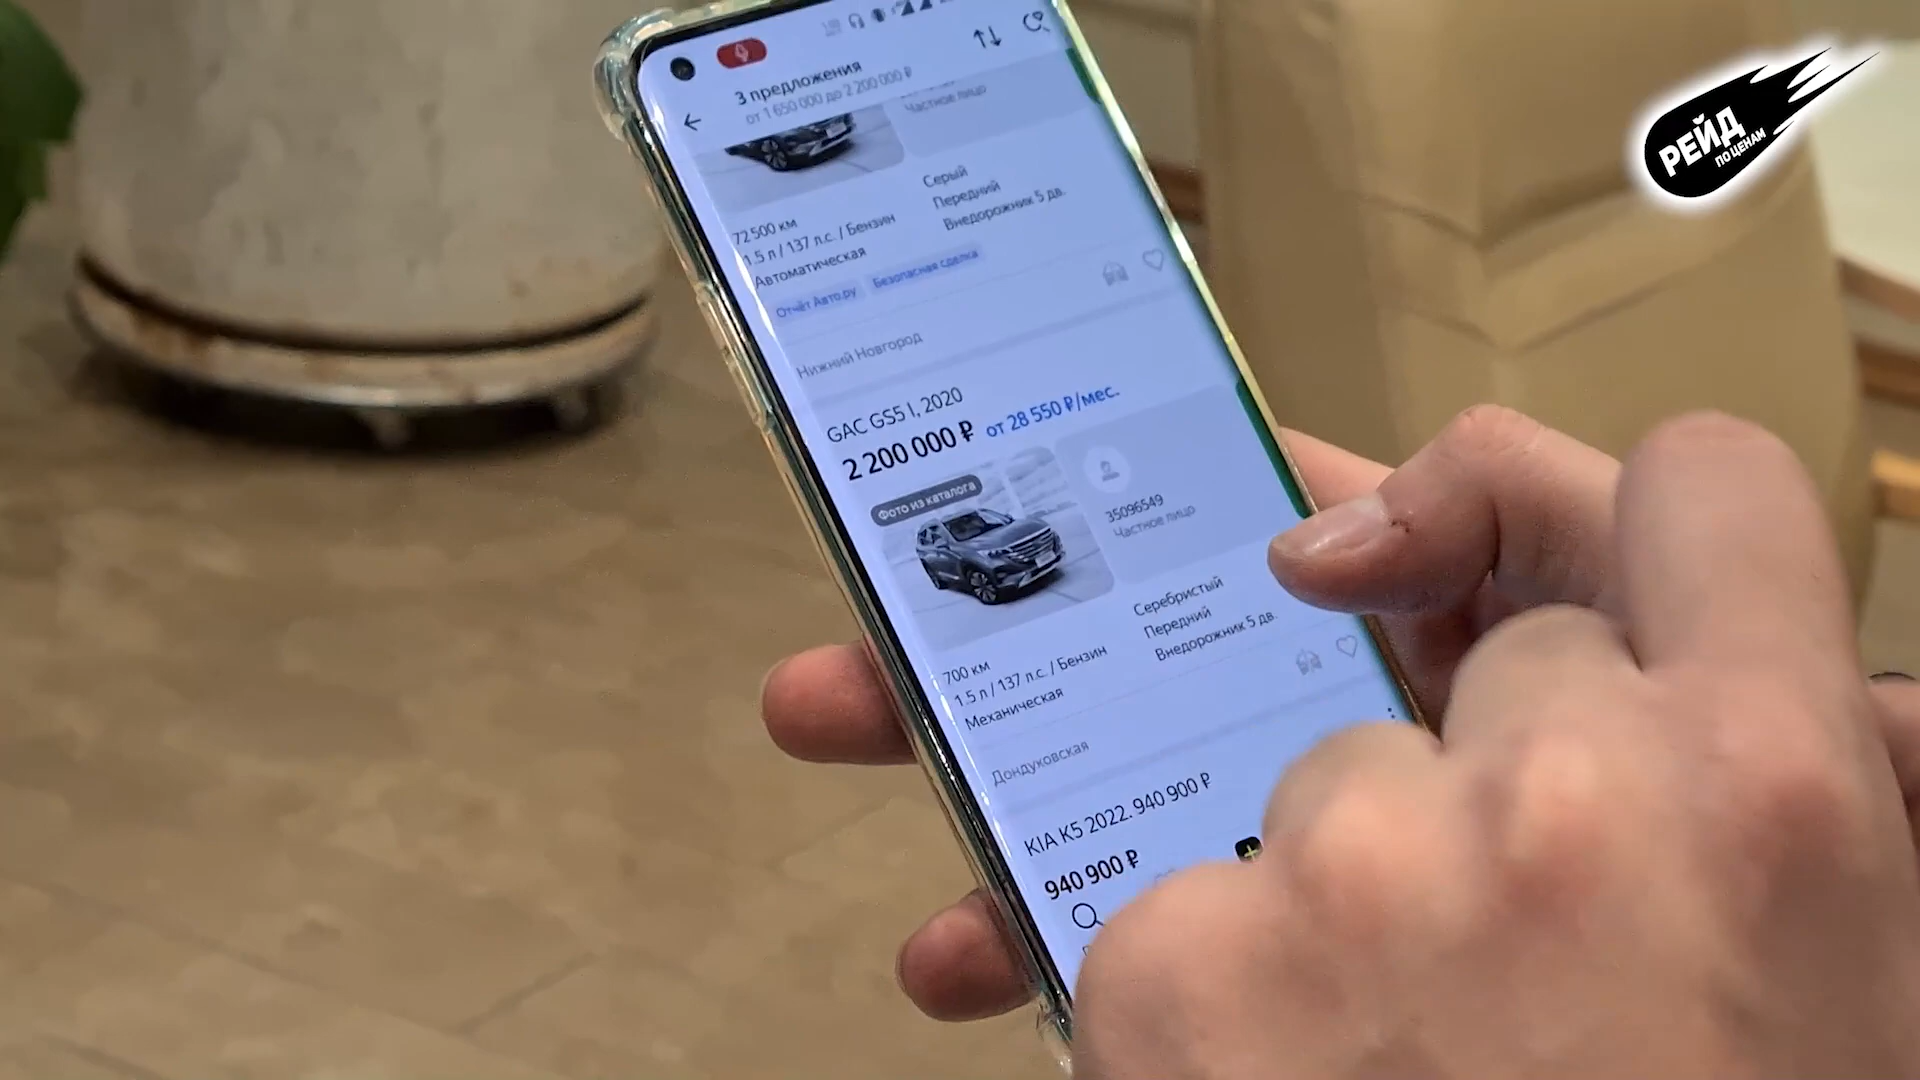 3 предложения
от 1 650 000 до 2 200 000 ₽
Частное лицо
72 500 км
1.5 л / 137 л.с. / Бензин
Автоматическая
Серый
Передний
Внедорожник 5 дв.
Отчёт Авто.ру
Безопасная сделка
Нижний Новгород
GAC GS5 I, 2020
2 200 000 ₽ от 28 550 ₽/мес.
Фото из каталога
35096549
Частное лицо
700 км
1.5 л / 137 л.с. / Бензин
Механическая
Серебристый
Передний
Внедорожник 5 дв.
Дондуковская
KIA K5 2022. 940 900 ₽
940 900 ₽
РЕЙД
ПО ЦЕНАМ